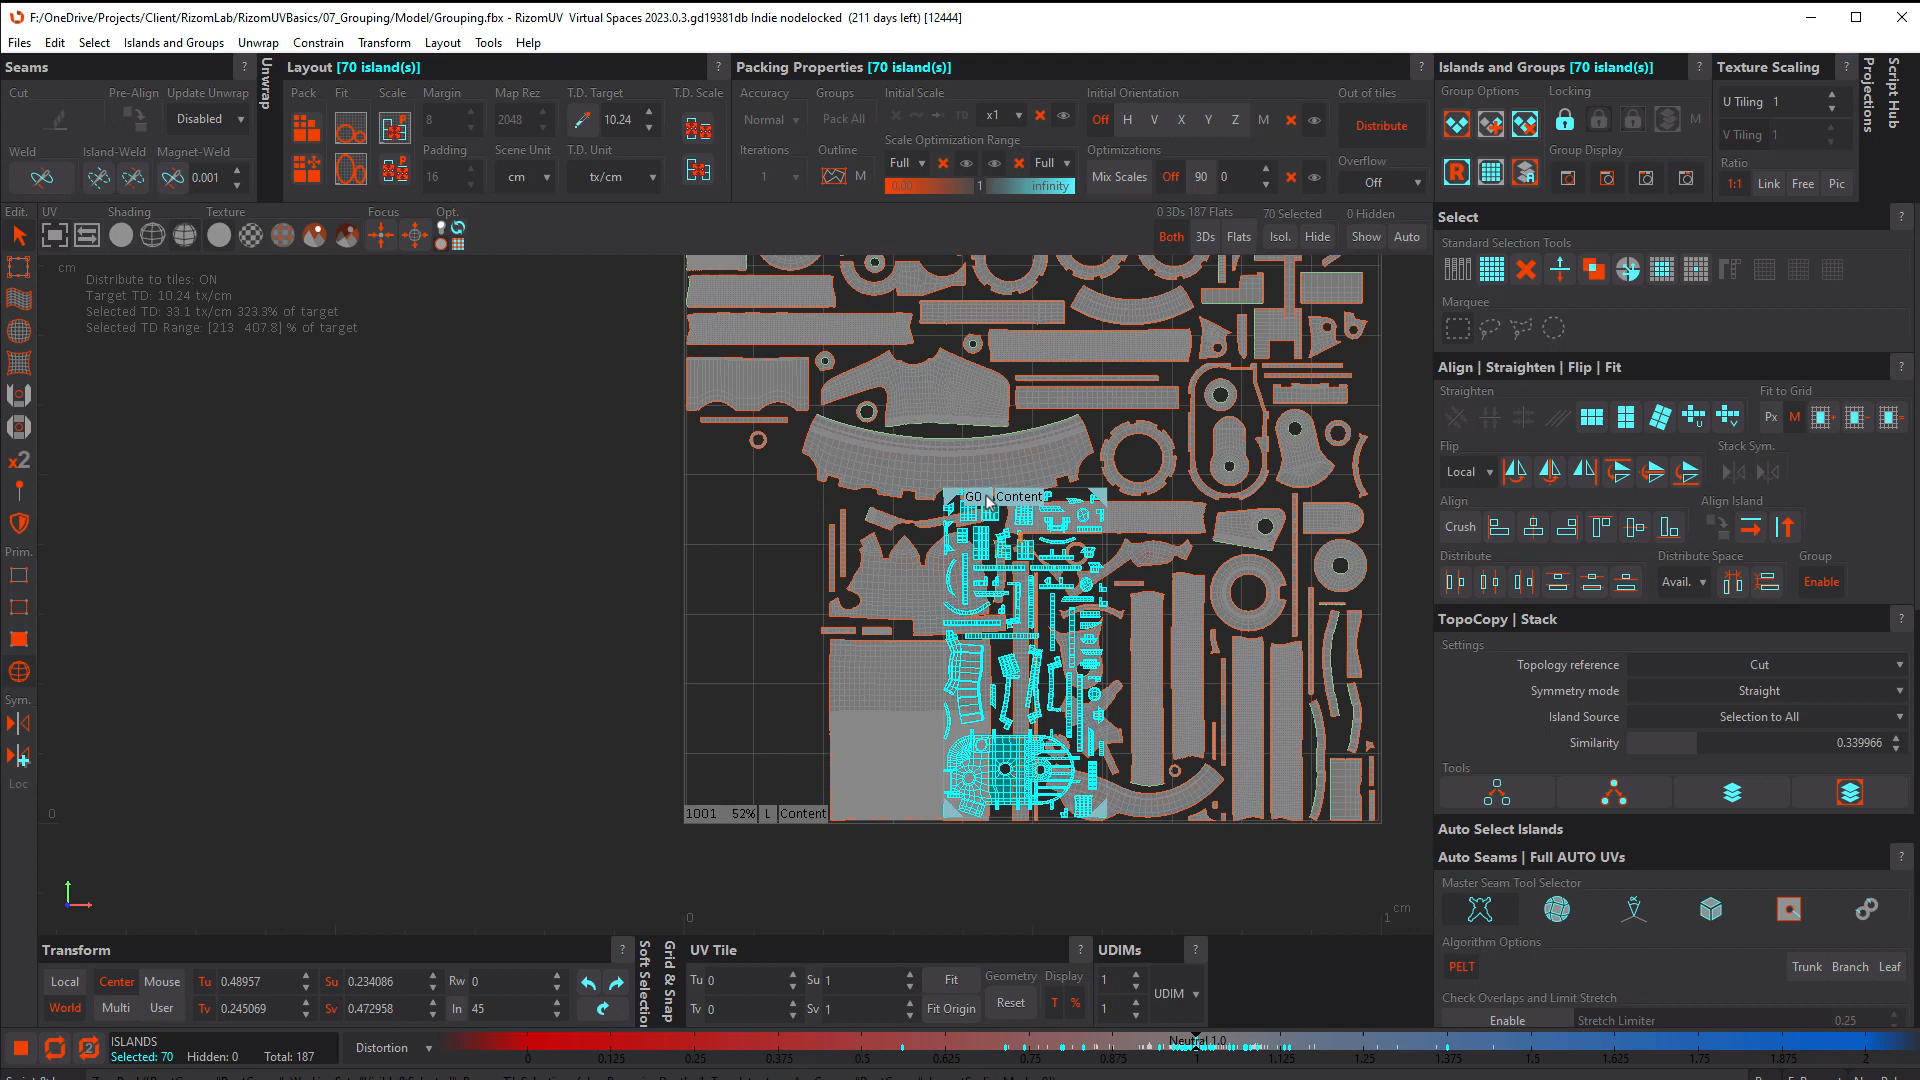 F:/OneDrive/Projects/Client/RizomLab/RizomUVBasics/07_Grouping/Model/Grouping.fbx - RizomUV Virtual Spaces 2023.0.3.gd19381db Indie nodelocked (211 days left) [12444]
Files Edit Select Islands and Groups Unwrap Constrain Transform Layout Tools Help
Seams ?
Cut Pre-Align Update Unwrap
Disabled
Weld Island-Weld Magnet-Weld
0.001
Unwrap
Layout [70 island(s)] ?
Pack Fit Scale Margin Map Rez T.D. Target T.D. Scale
8 2048 10.24
Padding Scene Unit T.D. Unit
16 cm tx/cm
Packing Properties [70 island(s)] ?
Accuracy Groups Initial Scale Initial Orientation Out of tiles
Normal Pack All TD x1 Off H V X Y Z M Distribute
Scale Optimization Range
Iterations Outline Optimizations Overflow
1 M Full Full Mix Scales Off 90 0 Off
0.00 1 infinity
Islands and Groups [70 island(s)] ?
Group Options Locking
M
Group Display
Texture Scaling ?
U Tiling 1
V Tiling 1
Ratio
1:1 Link Free Pic
Projections
Script Hub
Edit. UV Shading Texture Focus Opt.
0 3Ds 187 Flats 70 Selected 0 Hidden
Both 3Ds Flats Isol. Hide Show Auto
cm
Distribute to tiles: ON
Target TD: 10.24 tx/cm
Selected TD: 33.1 tx/cm 323.3% of target
Selected TD Range: [213 407.8] % of target
x2
Prim.
Sym.
Loc
0
G0 Content
1001 52% L Content
0 1 cm
Select ?
Standard Selection Tools
Marquee
Align | Straighten | Flip | Fit ?
Straighten Fit to Grid
Px M
Flip Stack Sym.
Local
Align Align Island
Crush
Distribute Distribute Space Group
Avail. Enable
TopoCopy | Stack ?
Settings
Topology reference Cut
Symmetry mode Straight
Island Source Selection to All
Similarity 0.339966
Tools
Auto Select Islands
Auto Seams | Full AUTO UVs ?
Master Seam Tool Selector
Algorithm Options
PELT Trunk Branch Leaf
Check Overlaps and Limit Stretch
Enable Stretch Limiter 0.25
Transform ?
Local Center Mouse Tu 0.48957 Su 0.234086 Rw 0
World Multi User Tv 0.245069 Sv 0.472958 In 45
Soft Selection
Grid & Snap
UV Tile ?
Tu 0 Su 1 Fit Geometry Display
Tv 0 Sv 1 Fit Origin Reset T %
UDIMs ?
1
1 UDIM
2
ISLANDS
Selected: 70 Hidden: 0 Total: 187
Distortion
Neutral 1.0
0 0.125 0.25 0.375 0.5 0.625 0.75 0.875 1 1.125 1.25 1.375 1.5 1.625 1.75 1.875 2